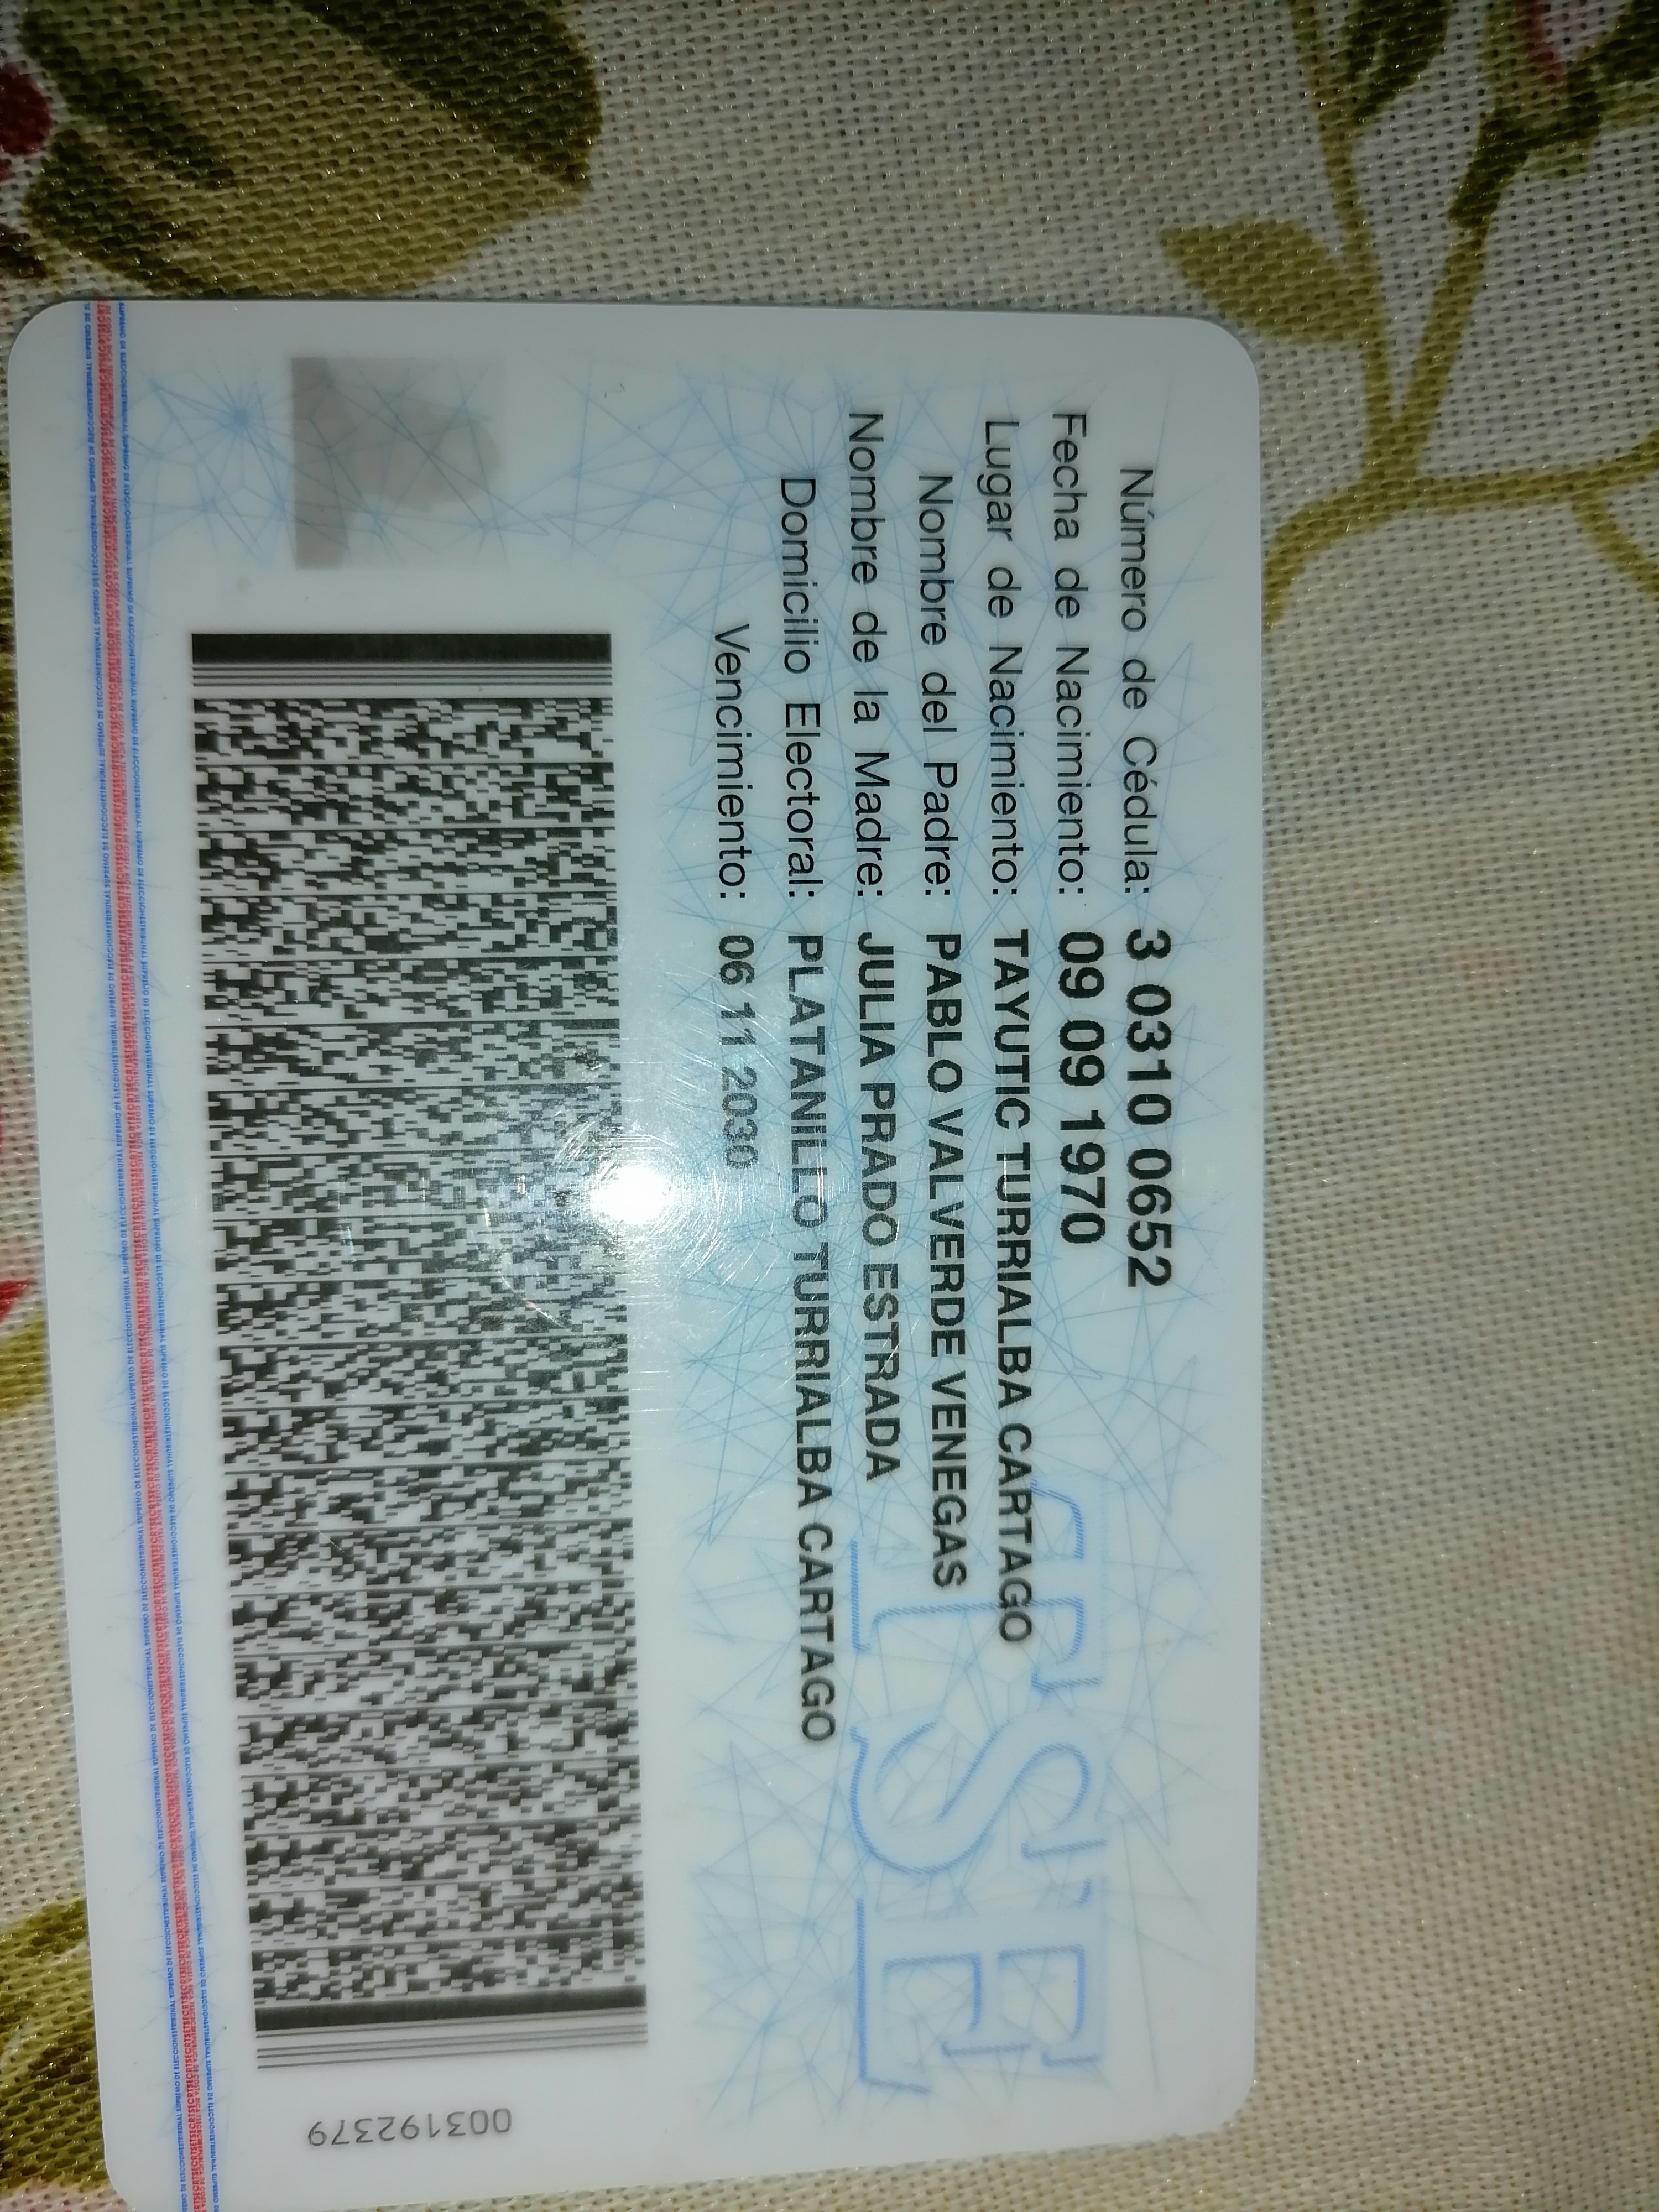 Número de Cédula: 3 0310 0652
Fecha de Nacimiento: 09 09 1970
Lugar de Nacimiento: TAYUTIC TURRIALBA CARTAGO
Nombre del Padre: PABLO VALVERDE VENEGAS
Nombre de la Madre: JULIA PRADO ESTRADA
Domicilio Electoral: PLATANILLO TURRIALBA CARTAGO
Vencimiento: 06 11 2030
TSE
003192379